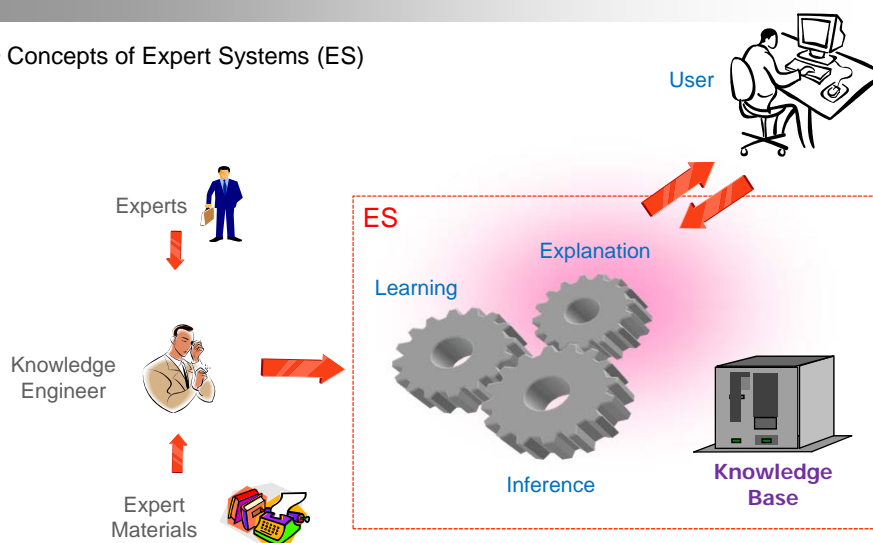 Concepts of Expert Systems (ES)
User
Experts
ES
Explanation
Learning
Knowledge
Engineer
Inference
Knowledge
Base
Expert
Materials